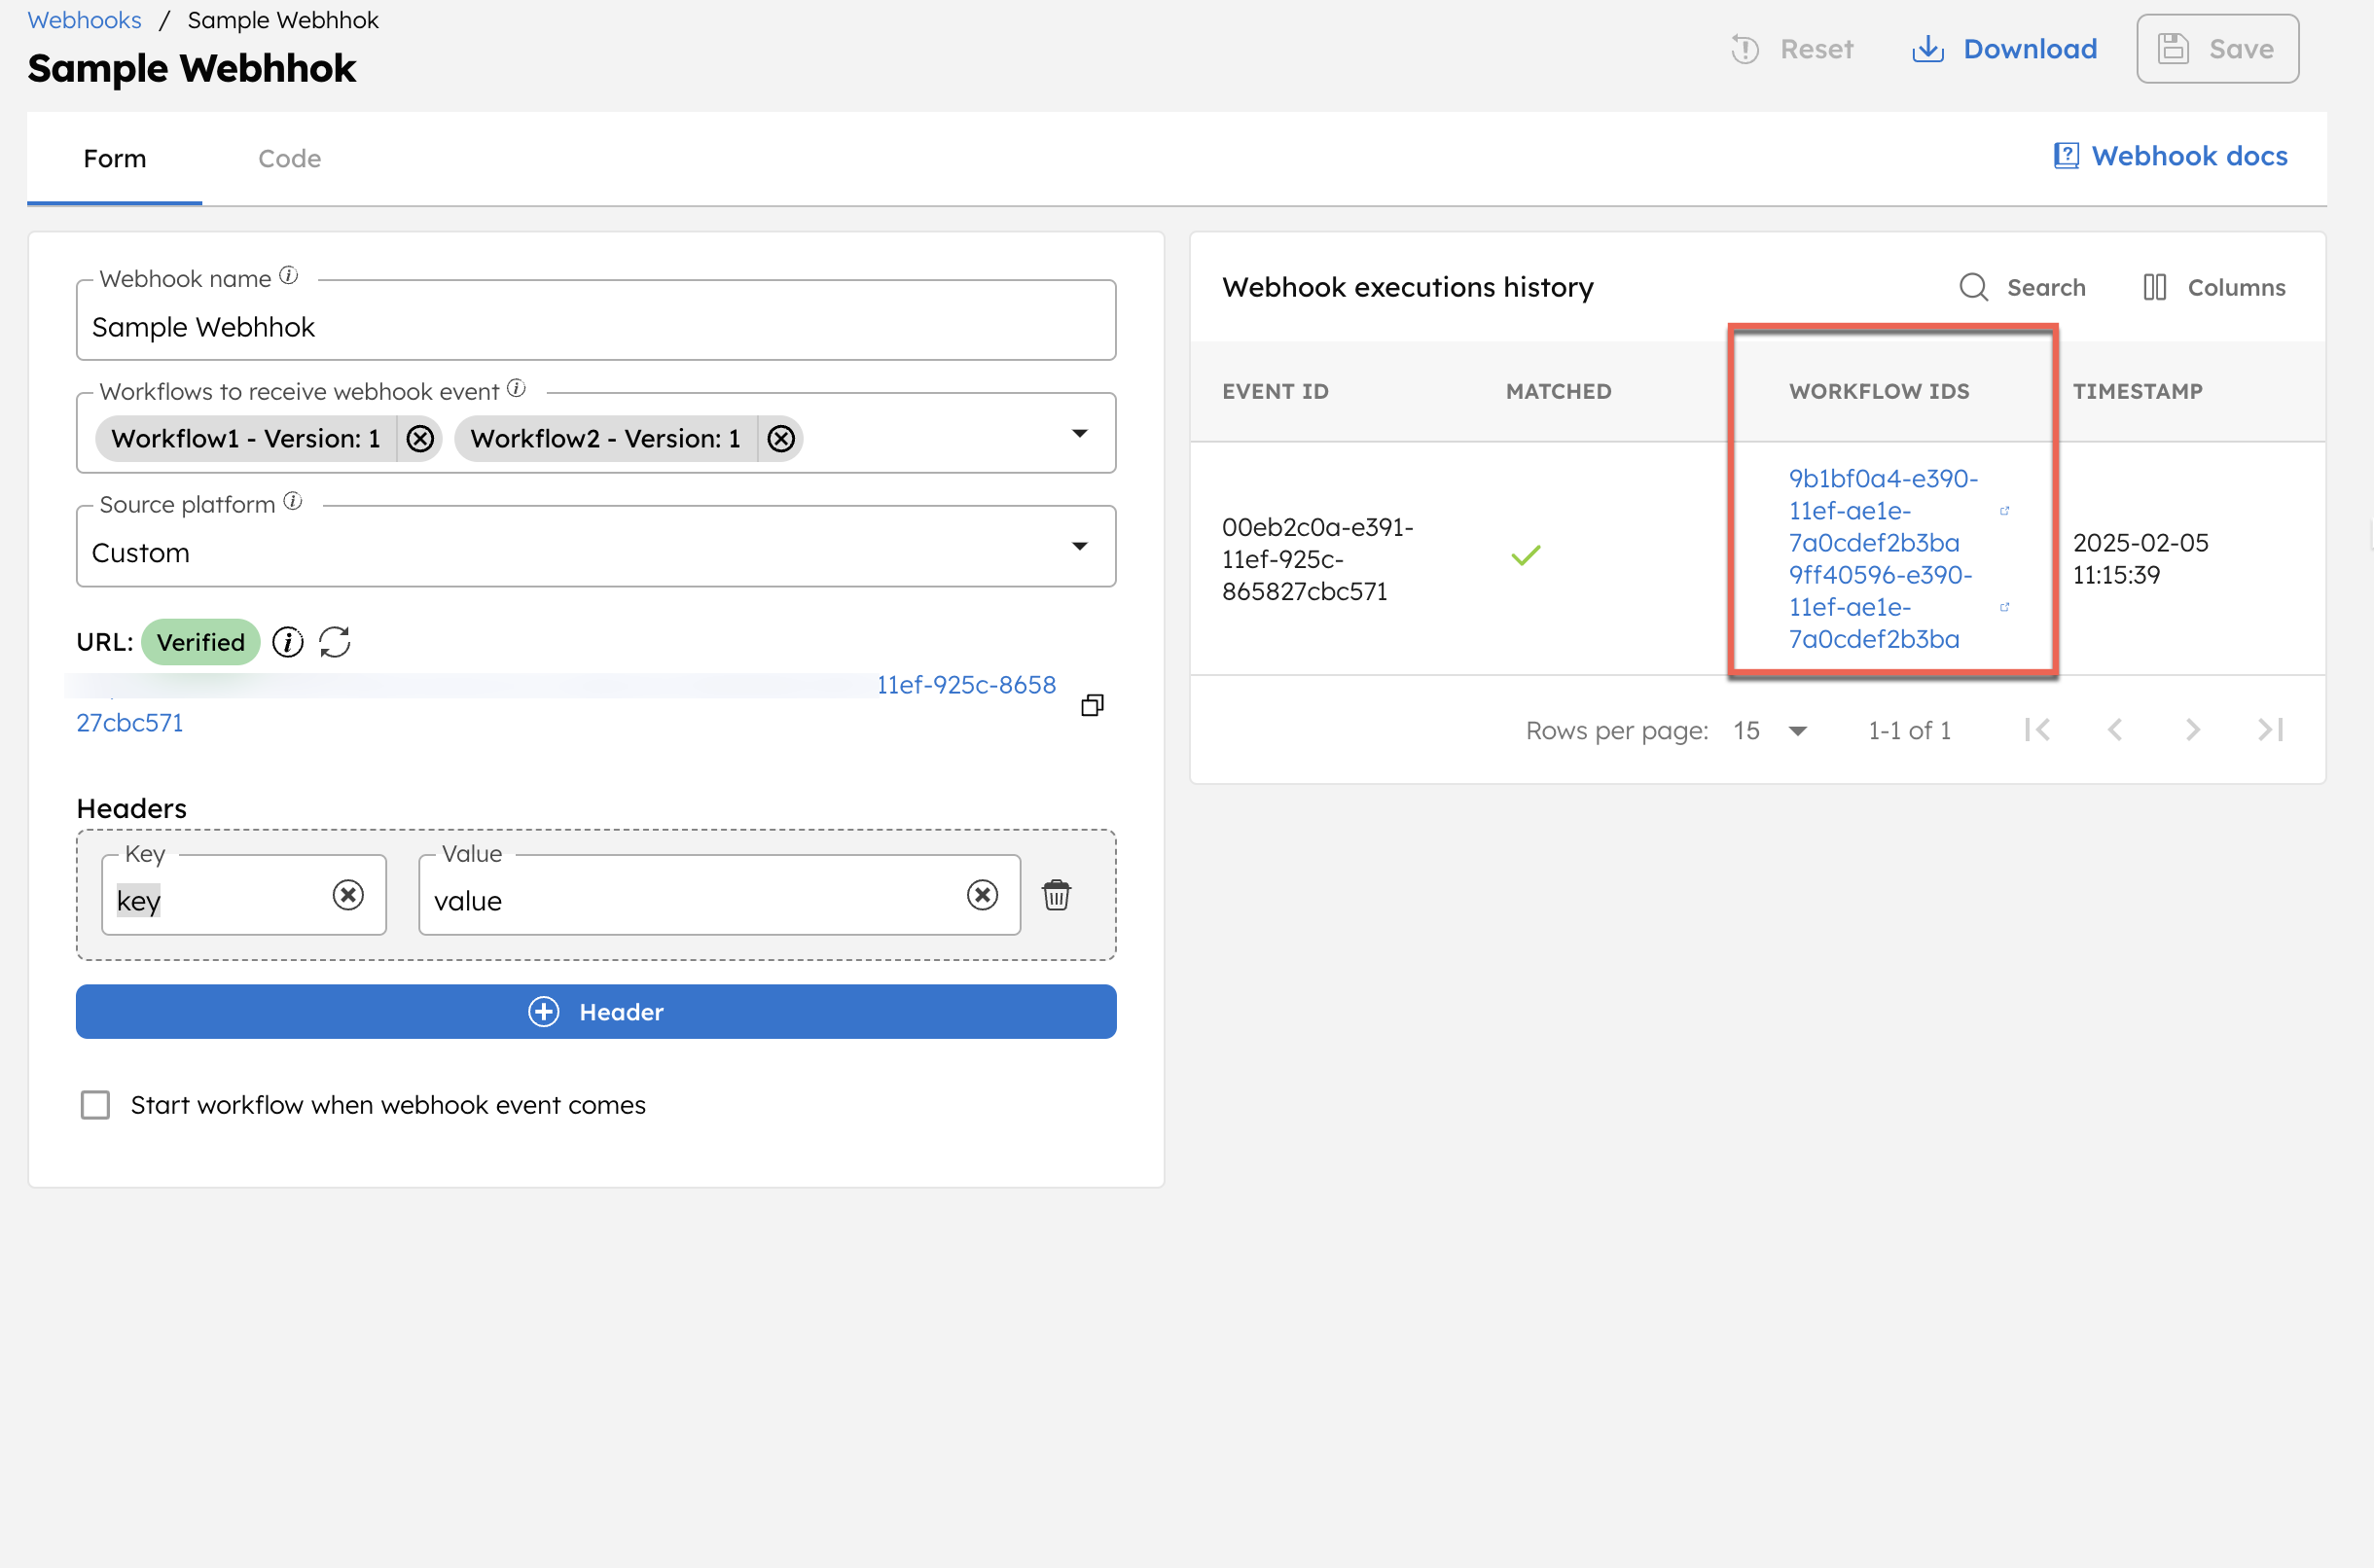 Webhooks / Sample Webhhok
Sample Webhhok
Reset
Download
Save
Form
Code
Webhook docs
Webhook name
Sample Webhhok
Workflows to receive webhook event
Workflow1 - Version: 1
Workflow2 - Version: 1
Source platform
Custom
URL: Verified
11ef-925c-8658
27cbc571
Headers
Key
key
Value
value
Header
Start workflow when webhook event comes
Webhook executions history
Search
Columns
EVENT ID
MATCHED
WORKFLOW IDS
TIMESTAMP
00eb2c0a-e391-
11ef-925c-
865827cbc571
9b1bf0a4-e390-
11ef-ae1e-
7a0cdef2b3ba
9ff40596-e390-
11ef-ae1e-
7a0cdef2b3ba
2025-02-05
11:15:39
Rows per page: 15
1-1 of 1